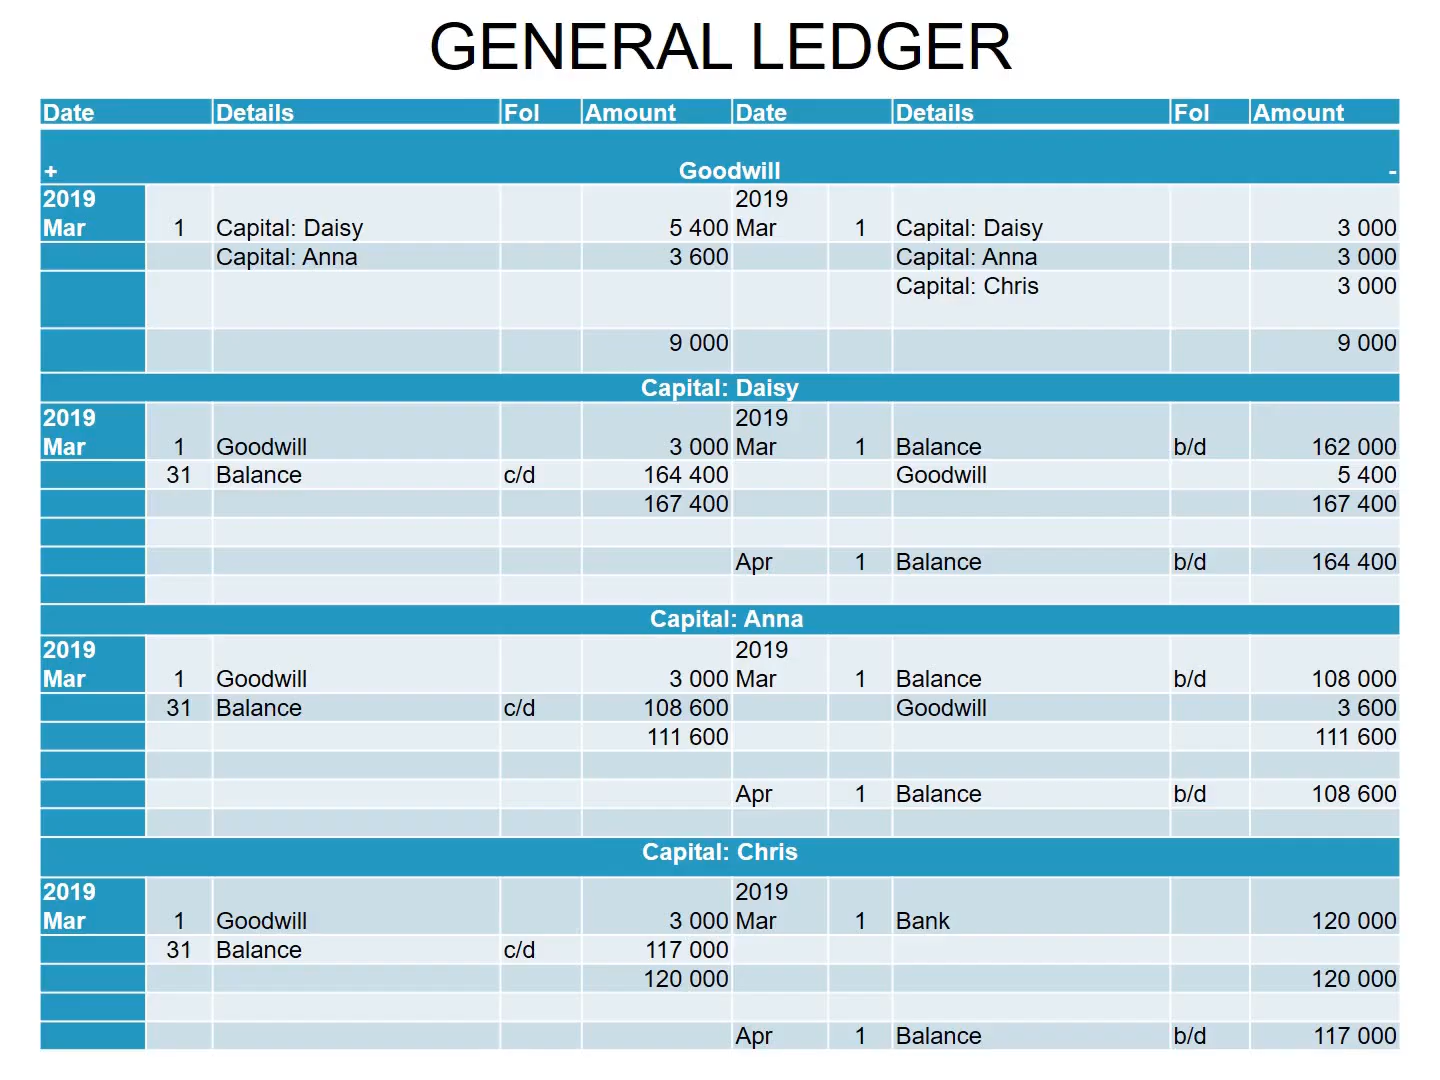 GENERAL LEDGER
Date Details Fol Amount Date Details Fol Amount
+ Goodwill -
2019 2019
Mar 1 Capital: Daisy 5 400 Mar 1 Capital: Daisy 3 000
Capital: Anna 3 600 Capital: Anna 3 000
Capital: Chris 3 000
9 000 9 000
Capital: Daisy
2019 2019
Mar 1 Goodwill 3 000 Mar 1 Balance b/d 162 000
31 Balance c/d 164 400 Goodwill 5 400
167 400 167 400
Apr 1 Balance b/d 164 400
Capital: Anna
2019 2019
Mar 1 Goodwill 3 000 Mar 1 Balance b/d 108 000
31 Balance c/d 108 600 Goodwill 3 600
111 600 111 600
Apr 1 Balance b/d 108 600
Capital: Chris
2019 2019
Mar 1 Goodwill 3 000 Mar 1 Bank 120 000
31 Balance c/d 117 000
120 000 120 000
Apr 1 Balance b/d 117 000